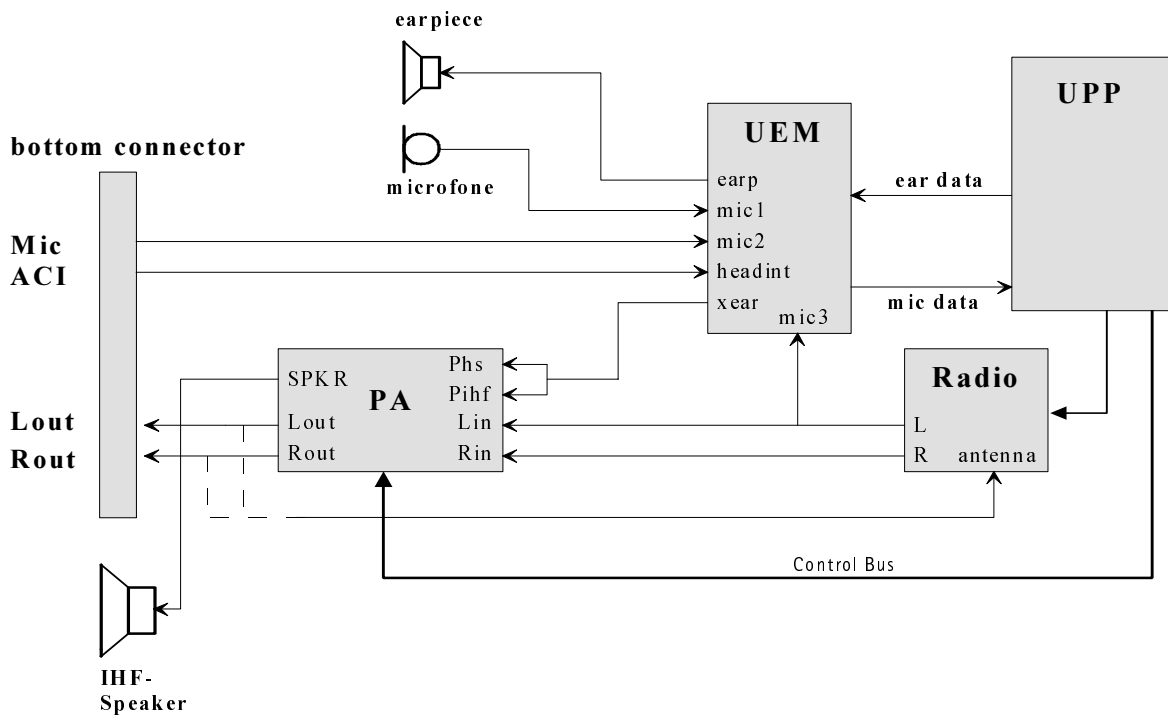 earpiece
UPP
UEM
bottom connector
microfone
earp
ear data
mic1
mic2
Mic
headint
ACI
xear
mic data
mic3
Phs
SPKR
PA
Pihf
Radio
Lout
Lout
Lin
L
Rout
Rout
Rin
R
antenna
Control Bus
IHF-
Speaker